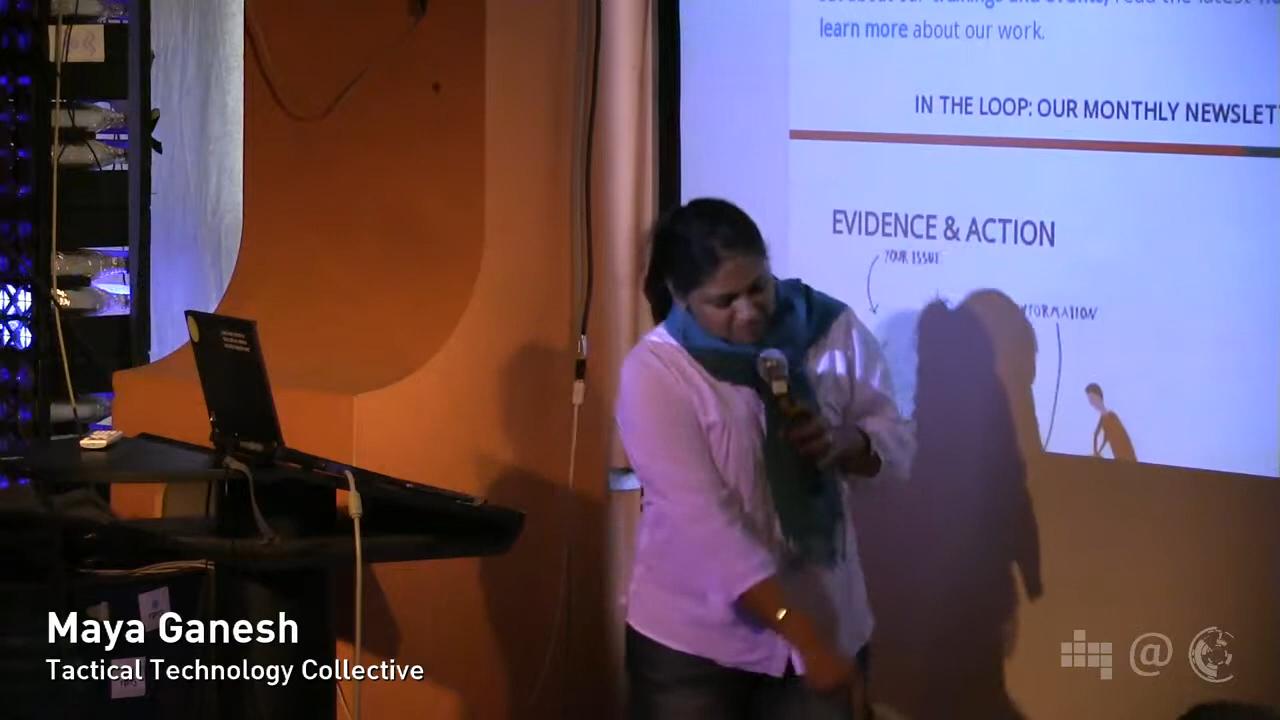 learn more about our work.
IN THE LOOP: OUR MONTHLY NEWSLET
EVIDENCE & ACTION
YOUR ISSUE
Maya Ganesh
Tactical Technology Collective
@